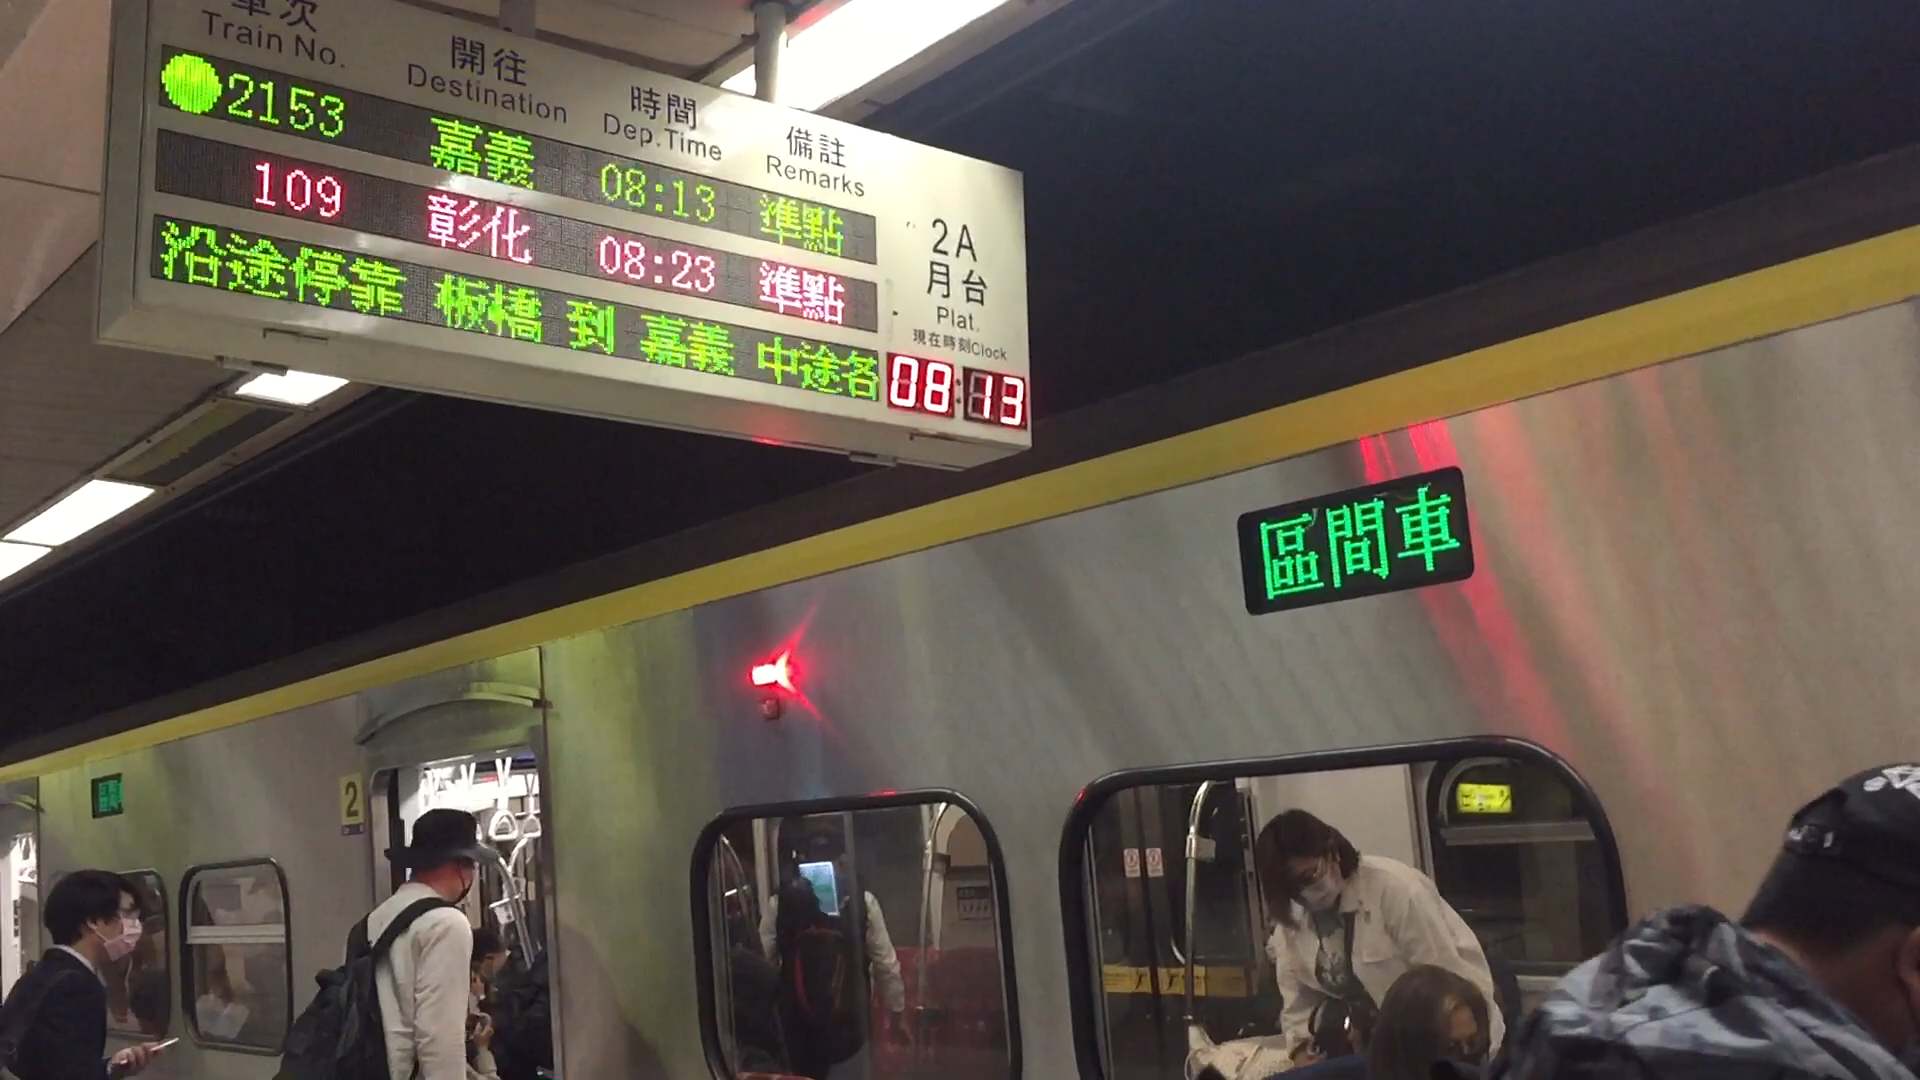 車次 開往 時間 備註
Train No. Destination Dep.Time Remarks
2153 嘉義 08:13 準點
109 彰化 08:23 準點
沿途停靠 板橋 到 嘉義 中途各
2A
月台
Plat.
現在時刻Clock
08:13
區間車
2